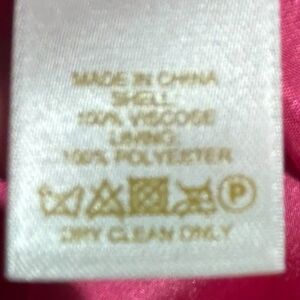 MADE IN CHINA
SHELL
100% VISCOSE
LINING
100% POLYESTER
P
DRY CLEAN ONLY